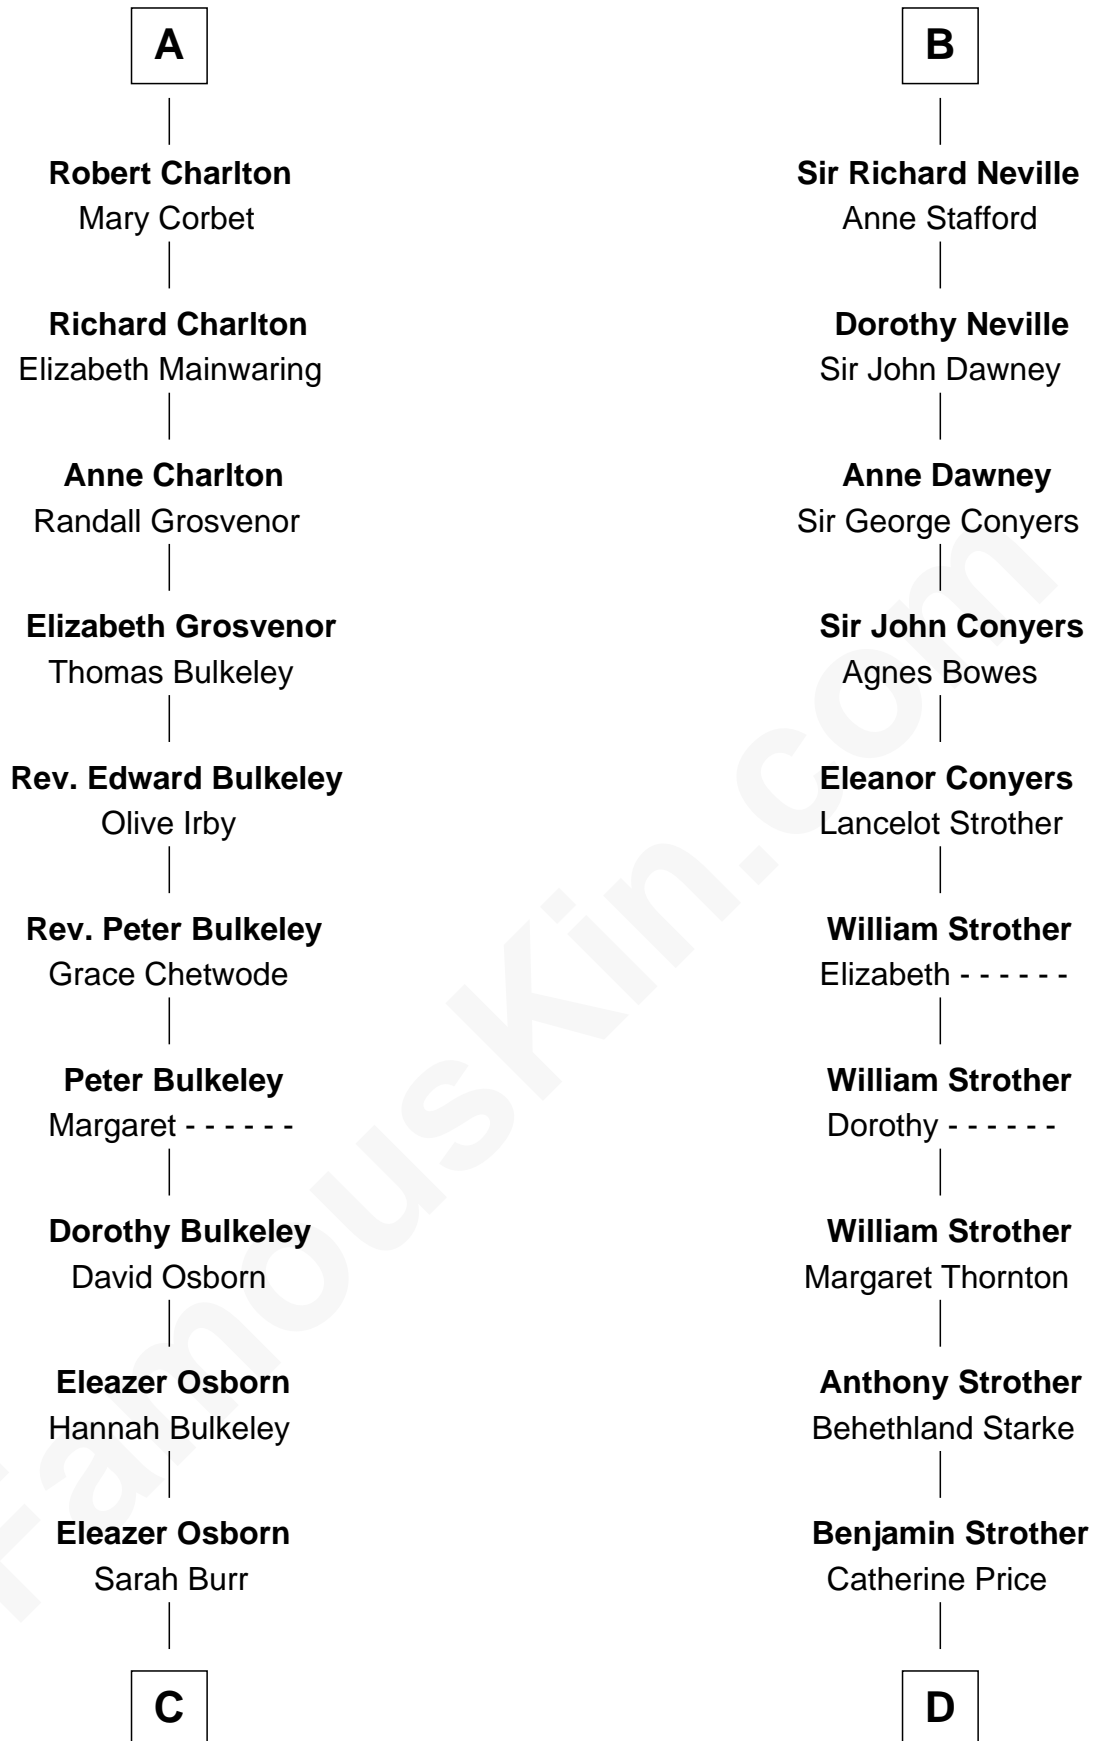 A
Robert Charlton
Mary Corbet
Richard Charlton
Elizabeth Mainwaring
Anne Charlton
Randall Grosvenor
Elizabeth Grosvenor
Thomas Bulkeley
Rev. Edward Bulkeley
Olive Irby
Rev. Peter Bulkeley
Grace Chetwode
Peter Bulkeley
Margaret - - - - - -
Dorothy Bulkeley
David Osborn
Eleazer Osborn
Hannah Bulkeley
Eleazer Osborn
Sarah Burr
C
B
Sir Richard Neville
Anne Stafford
Dorothy Neville
Sir John Dawney
Anne Dawney
Sir George Conyers
Sir John Conyers
Agnes Bowes
Eleanor Conyers
Lancelot Strother
William Strother
Elizabeth - - - - - -
William Strother
Dorothy - - - - - -
William Strother
Margaret Thornton
Anthony Strother
Behethland Starke
Benjamin Strother
Catherine Price
D
FamousKin.com